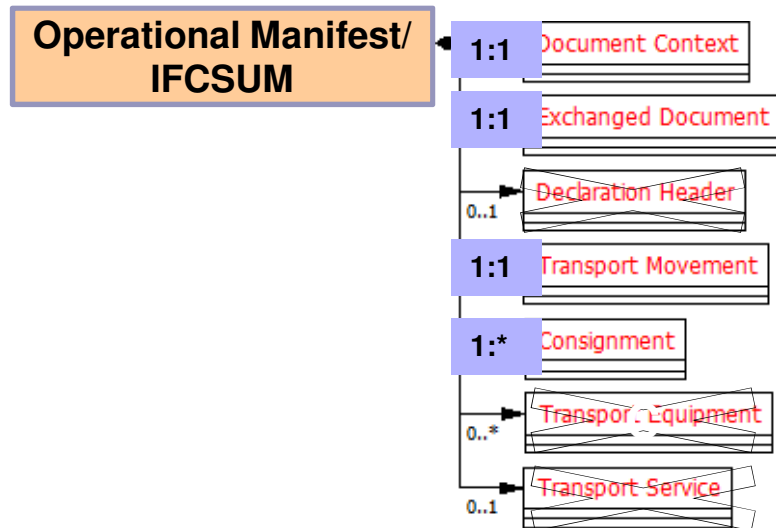 Operational Manifest/
IFCSUM
1:1 Document Context
1:1 Exchanged Document
Declaration Header
0..1
1:1 Transport Movement
1:* Consignment
Transport Equipment
0..*
Transport Service
0..1